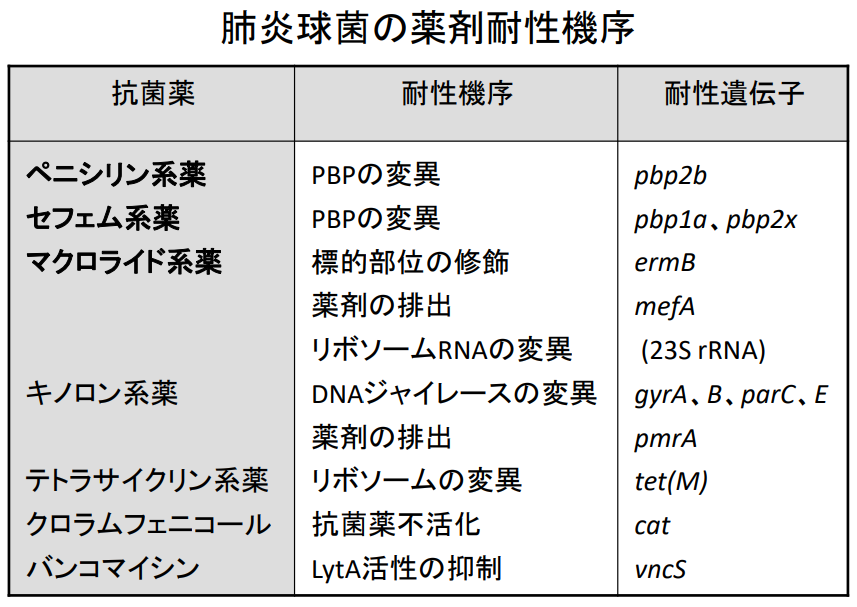 肺炎球菌の薬剤耐性機序
抗菌薬 耐性機序 耐性遺伝子
ペニシリン系薬 PBPの変異 pbp2b
セフェム系薬 PBPの変異 pbp1a、pbp2x
マクロライド系薬 標的部位の修飾 ermB
薬剤の排出 mefA
リボソームRNAの変異 (23S rRNA)
キノロン系薬 DNAジャイレースの変異 gyrA、B、parC、E
薬剤の排出 pmrA
テトラサイクリン系薬 リボソームの変異 tet(M)
クロラムフェニコール 抗菌薬不活化 cat
バンコマイシン LytA活性の抑制 vncS